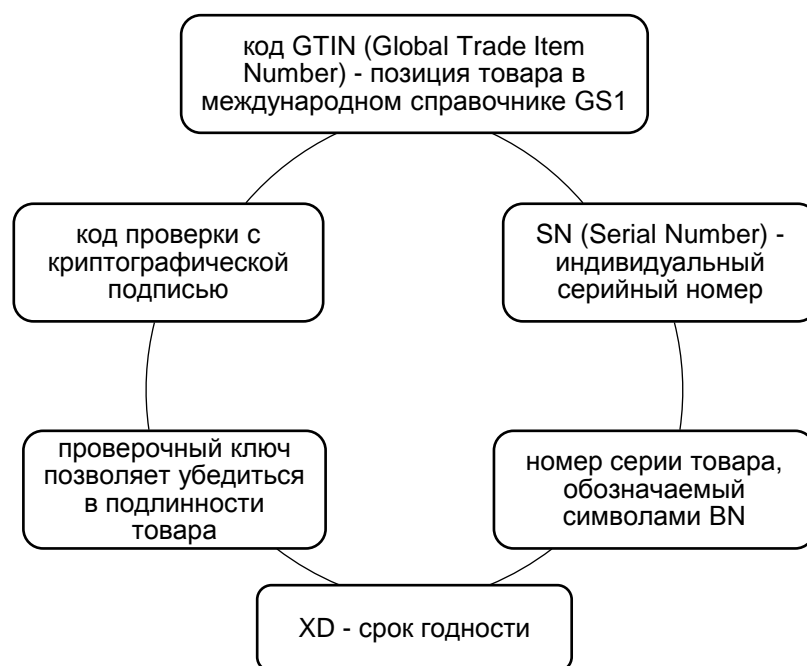 код GTIN (Global Trade Item
Number) - позиция товара в
международном справочнике GS1
код проверки с
криптографической
подписью
SN (Serial Number) -
индивидуальный
серийный номер
проверочный ключ
позволяет убедиться
в подлинности
товара
номер серии товара,
обозначаемый
символами BN
XD - срок годности